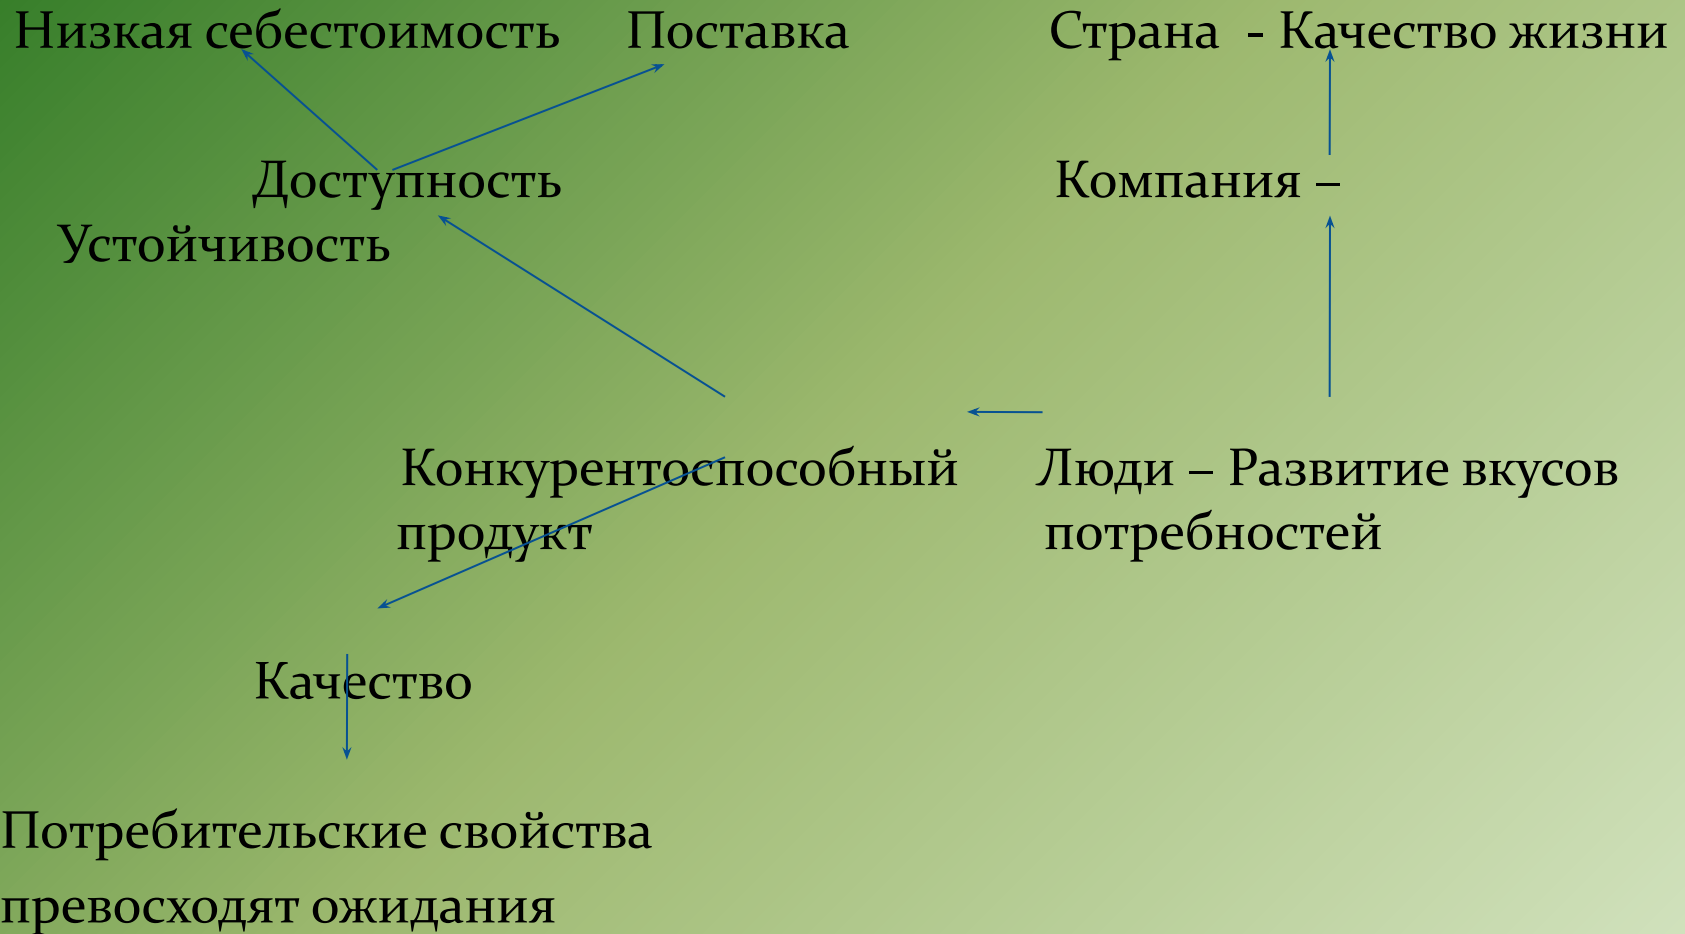 Низкая себестоимость Поставка Страна - Качество жизни
Доступность Компания –
Устойчивость
Конкурентоспособный Люди – Развитие вкусов
продукт потребностей
Качество
Потребительские свойства
превосходят ожидания